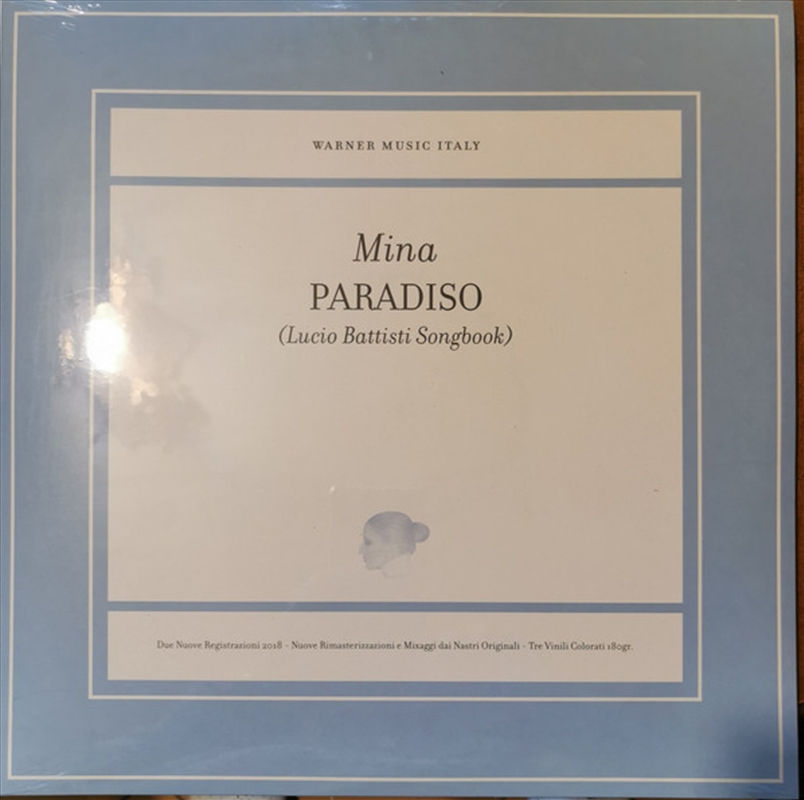 WARNER MUSIC ITALY
Mina
PARADISO
(Lucio Battisti Songbook)
Due Nuove Registrazioni 2018 - Nuove Rimasterizzazioni e Mixaggi dai Nastri Originali - Tre Vinili Colorati 180gr.